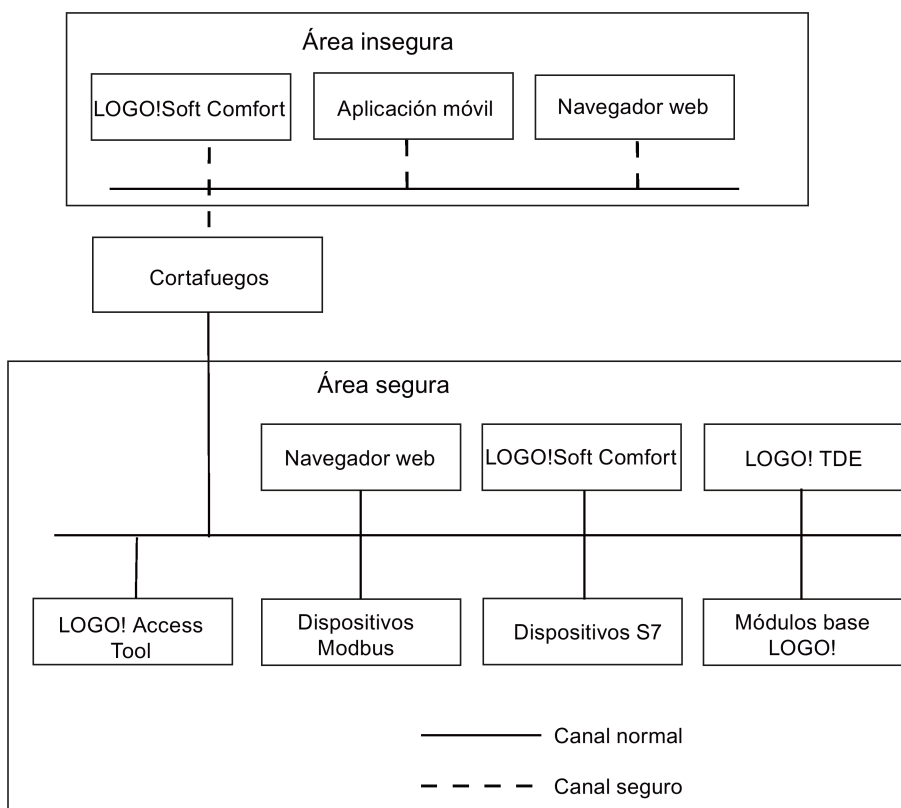 Área insegura
LOGO!Soft Comfort
Aplicación móvil
Navegador web
Cortafuegos
Área segura
Navegador web
LOGO!Soft Comfort
LOGO! TDE
LOGO! Access
Tool
Dispositivos
Modbus
Dispositivos S7
Módulos base
LOGO!
Canal normal
Canal seguro